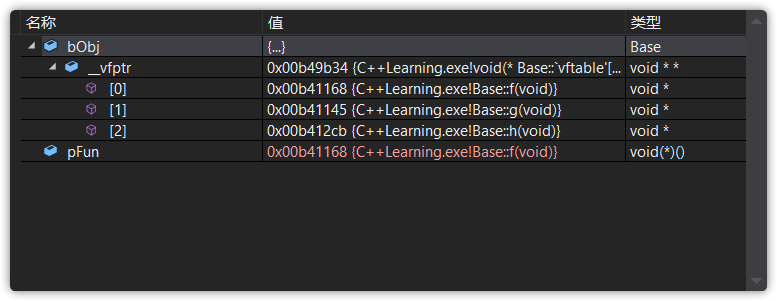 名称 值 类型
bObj {...} Base
__vfptr 0x00b49b34 {C++Learning.exe!void(* Base::`vftable'[... void * *
[0] 0x00b41168 {C++Learning.exe!Base::f(void)} void *
[1] 0x00b41145 {C++Learning.exe!Base::g(void)} void *
[2] 0x00b412cb {C++Learning.exe!Base::h(void)} void *
pFun 0x00b41168 {C++Learning.exe!Base::f(void)} void(*)()